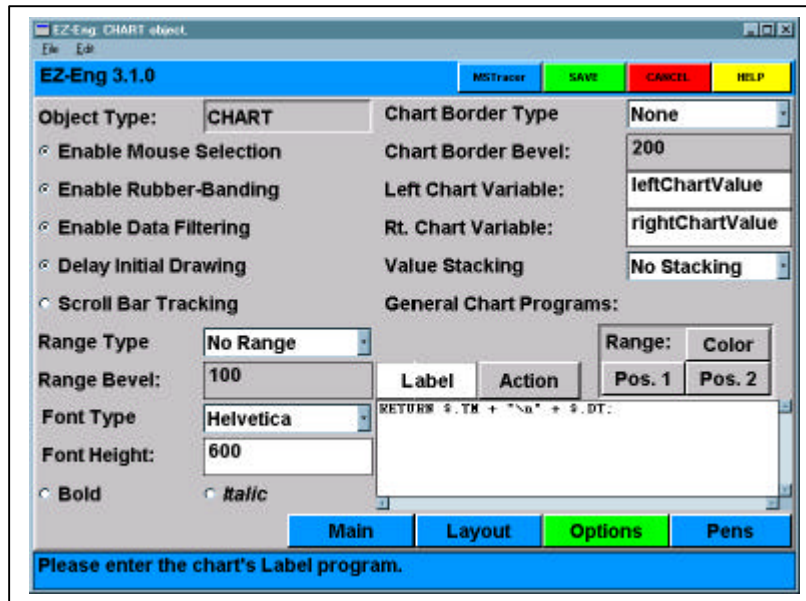 EZ-Eng. CHART object.
File Edit
EZ-Eng 3.1.0 MSTracer SAVE CANCEL HELP
Object Type: CHART Chart Border Type None
Enable Mouse Selection Chart Border Bevel: 200
Enable Rubber-Banding Left Chart Variable: leftChartValue
Enable Data Filtering Rt. Chart Variable: rightChartValue
Delay Initial Drawing Value Stacking No Stacking
Scroll Bar Tracking General Chart Programs:
Range Type No Range Range: Color
Range Bevel: 100 Label Action Pos. 1 Pos. 2
Font Type Helvetica RETURN $.TM + "\n" + $.DT;
Font Height: 600
Bold Italic
Main Layout Options Pens
Please enter the chart's Label program.